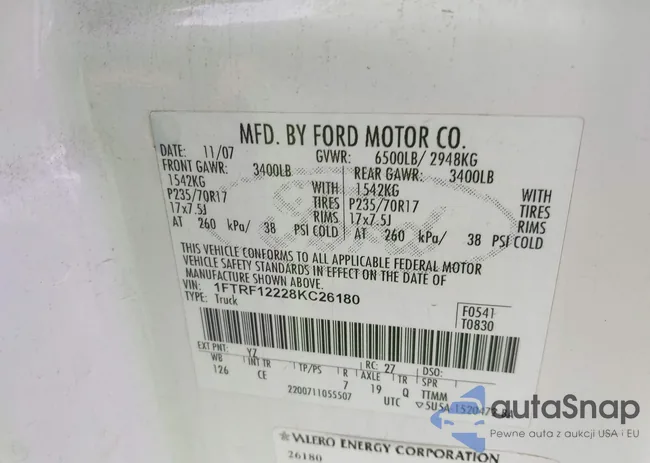 MFD. BY FORD MOTOR CO.
DATE: 11/07 GVWR: 6500LB/ 2948KG
FRONT GAWR: 3400LB REAR GAWR: 3400LB
1542KG WITH 1542KG WITH
P235/70R17 TIRES P235/70R17 TIRES
17x7.5J RIMS 17x7.5J RIMS
AT 260 kPa/ 38 PSI COLD AT 260 kPa/ 38 PSI COLD
THIS VEHICLE CONFORMS TO ALL APPLICABLE FEDERAL MOTOR
VEHICLE SAFETY STANDARDS IN EFFECT ON THE DATE OF
MANUFACTURE SHOWN ABOVE.
VIN: 1FTRF12228KC26180
TYPE: Truck
F0541
T0830
EXT PNT: YZ RC: 27 DSO:
WB INT TR TP/PS R AXLE TR SPR
126 CE 7 19 Q TTMM
2200711055507 UTC
autoSnap
Pewne auta z aukcji USA i EU
VALERO ENERGY CORPORATION
26180